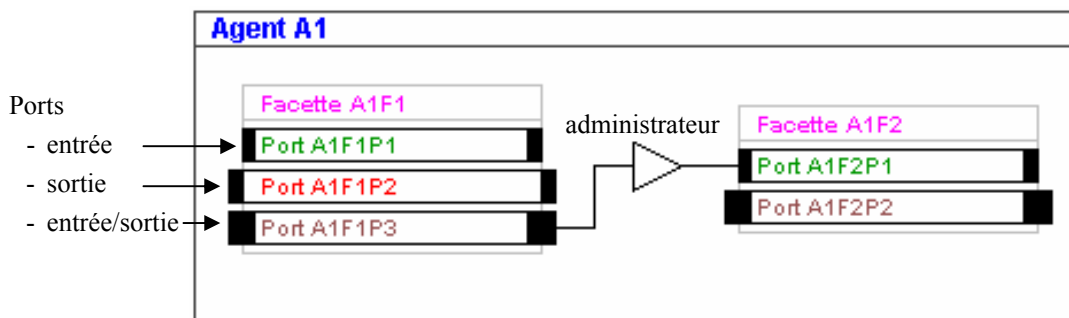 Agent A1
Ports
- entrée
- sortie
- entrée/sortie
Facette A1F1
Port A1F1P1
Port A1F1P2
Port A1F1P3
administrateur
Facette A1F2
Port A1F2P1
Port A1F2P2